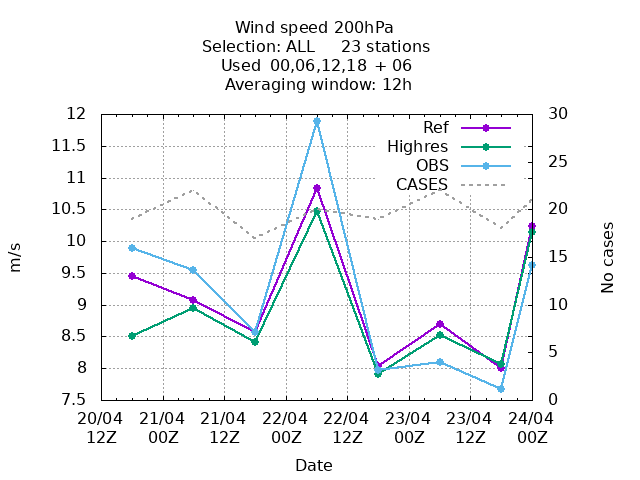 Wind speed 200hPa
Selection: ALL 23 stations
Used 00,06,12,18 + 06
Averaging window: 12h
12
11.5
11
10.5
10
9.5
9
8.5
8
7.5
m/s
30
25
20
15
10
5
0
No cases
Ref
Highres
OBS
CASES
20/04 21/04 21/04 22/04 22/04 23/04 23/04 24/04
12Z 00Z 12Z 00Z 12Z 00Z 12Z 00Z
Date